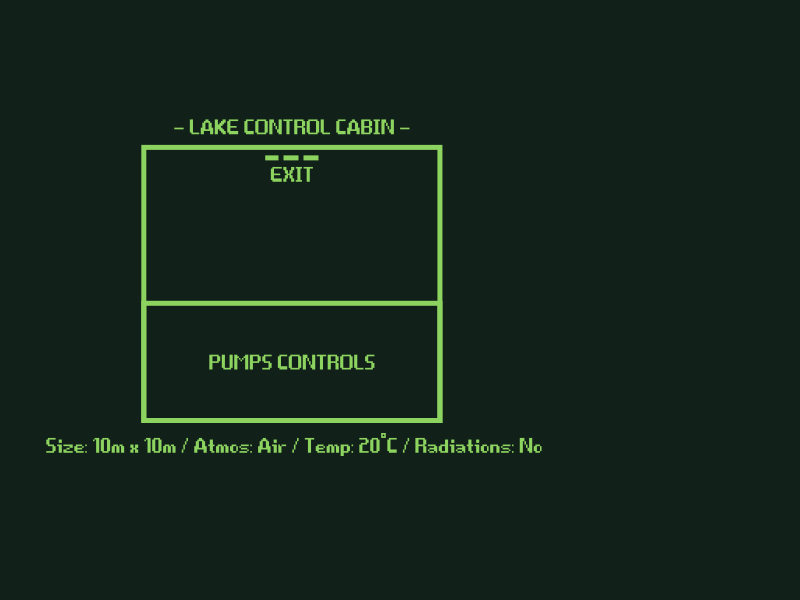 – LAKE CONTROL CABIN –
EXIT
PUMPS CONTROLS
Size: 10m x 10m / Atmos: Air / Temp: 20°C / Radiations: No